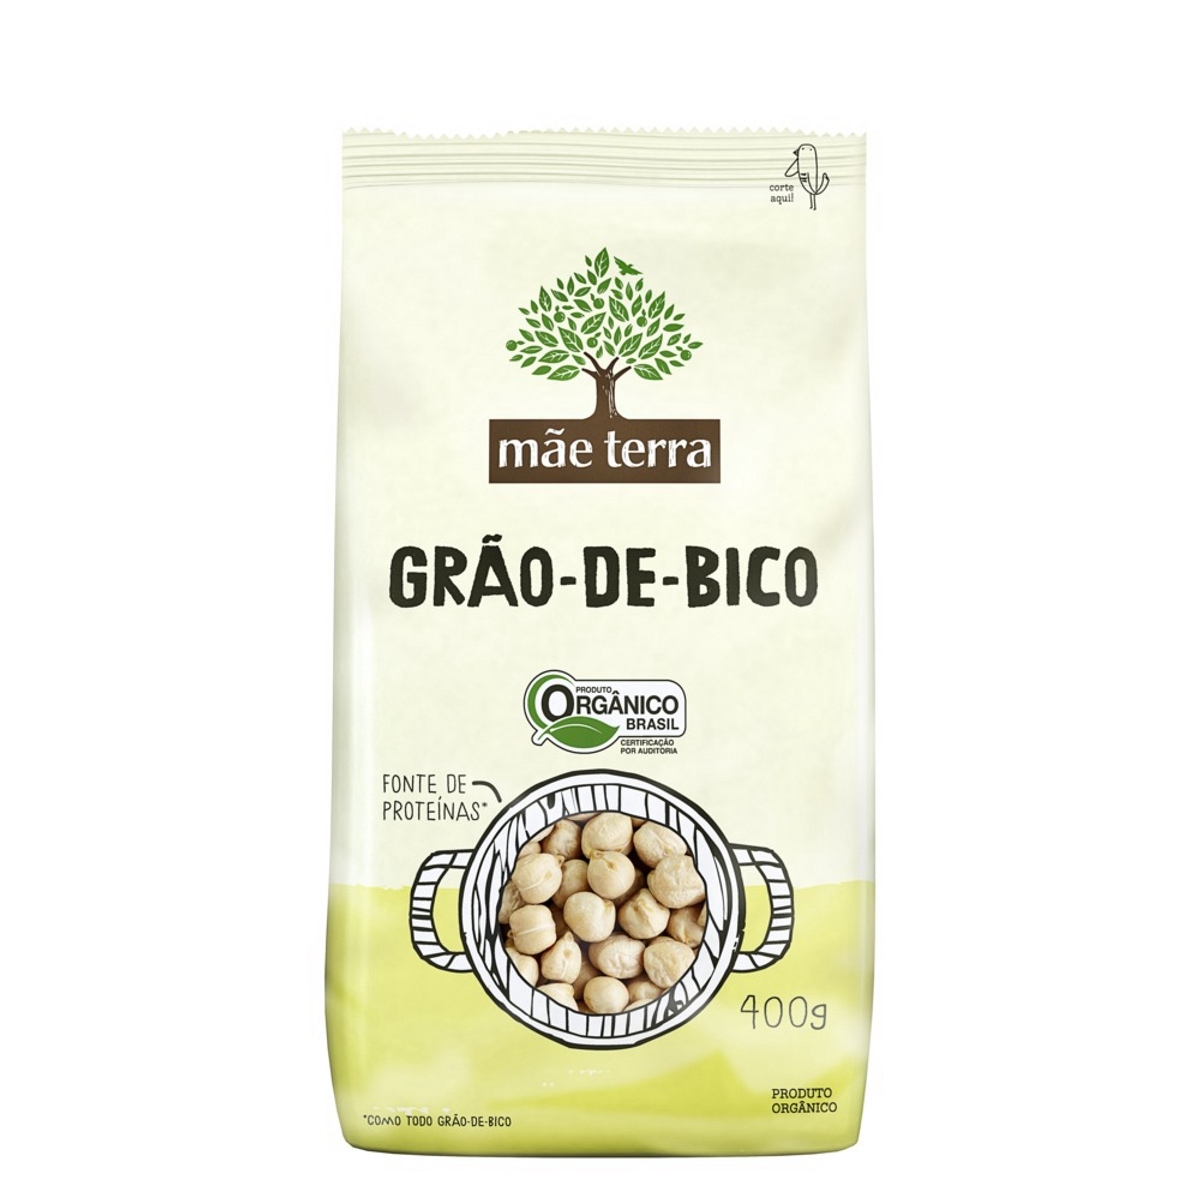 corte
aqui!
mãe terra
GRÃO-DE-BICO
PRODUTO
ORGÂNICO
BRASIL
CERTIFICAÇÃO
POR AUDITORIA
FONTE DE
PROTEÍNAS*
400g
PRODUTO
ORGÂNICO
*COMO TODO GRÃO-DE-BICO